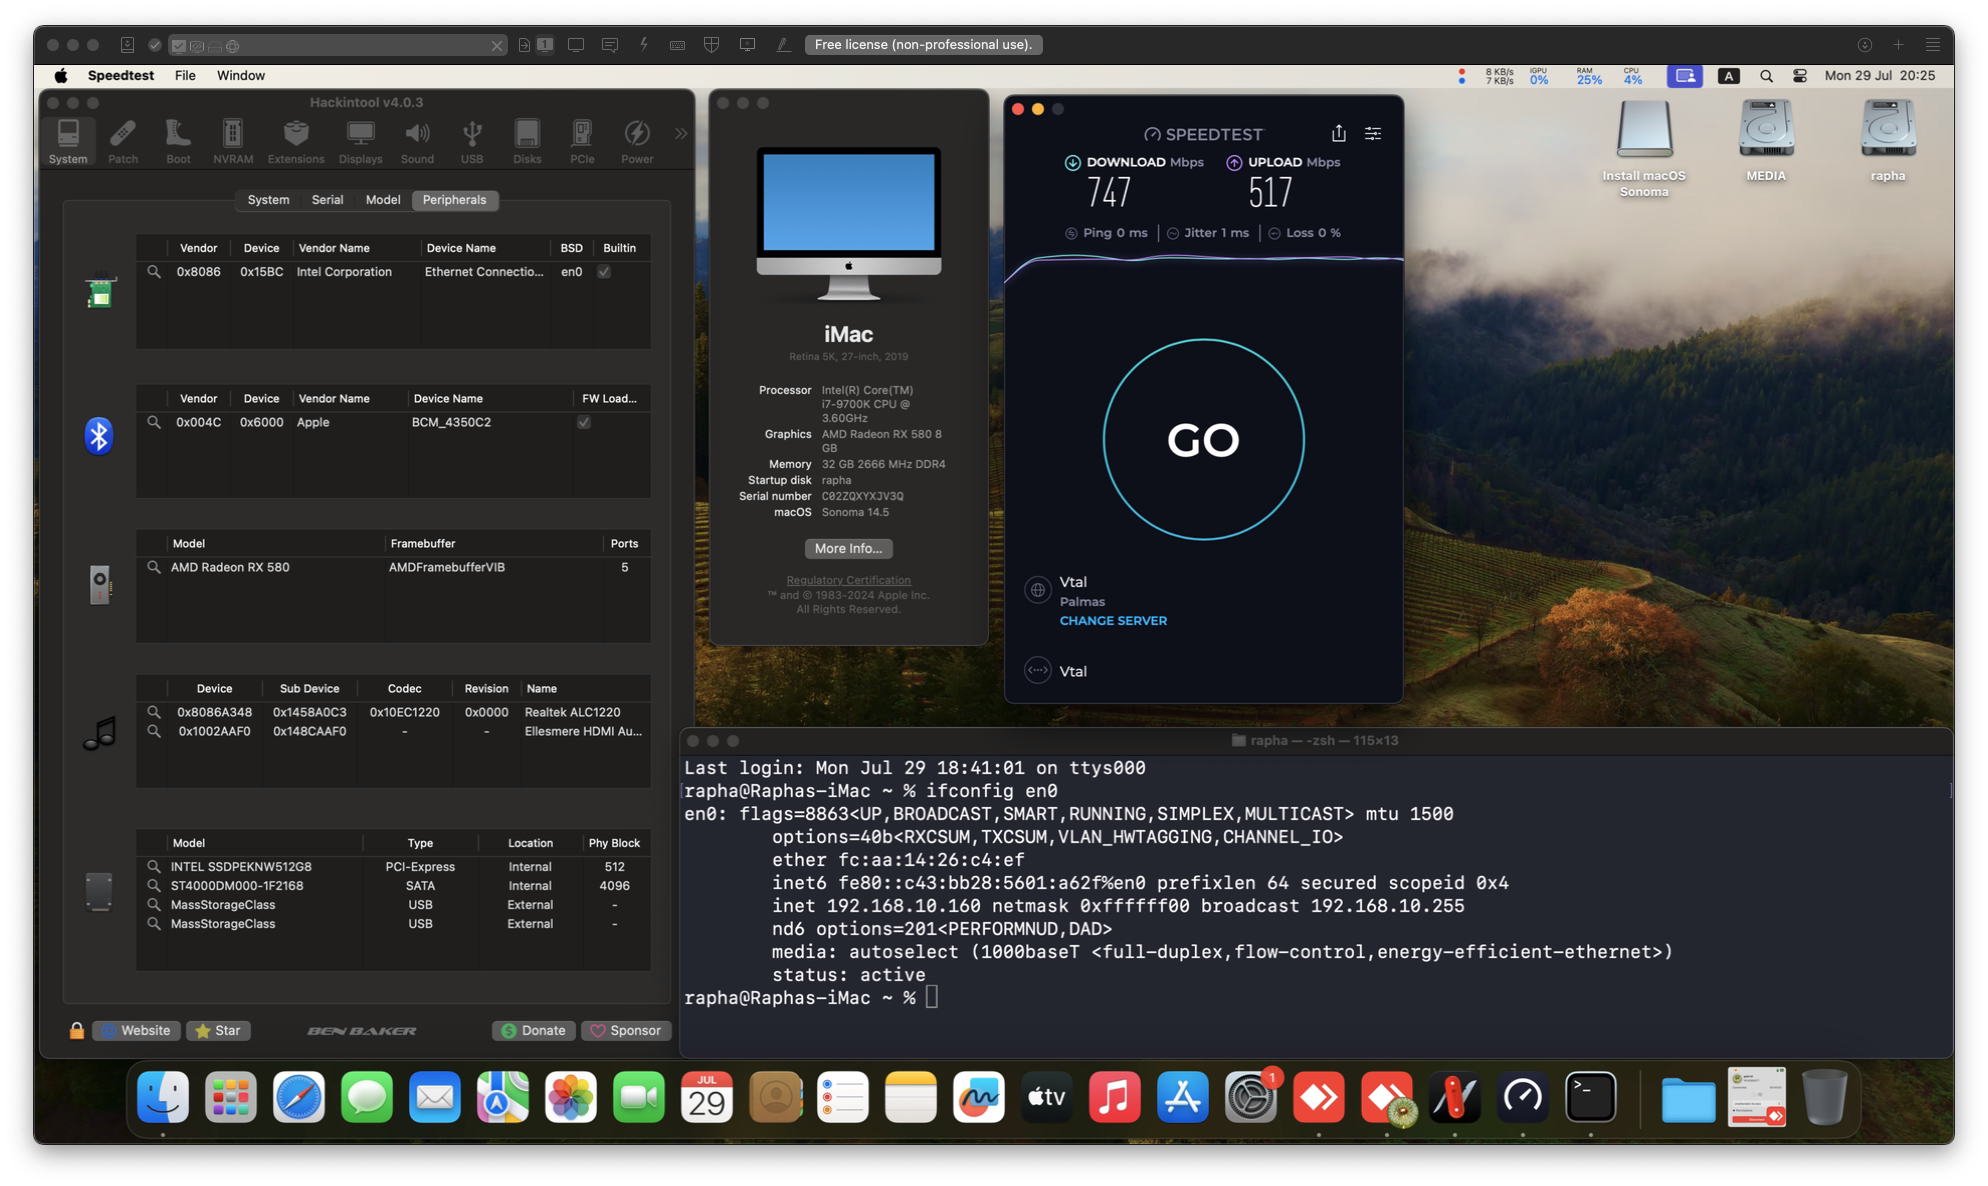 1
Free license (non-professional use).
Speedtest File Window
8 KB/s
7 KB/s
iGPU
0%
RAM
25%
CPU
4%
A
Mon 29 Jul 20:25
Hackintool v4.0.3
System Patch Boot NVRAM Extensions Displays Sound USB Disks PCIe Power
System Serial Model Peripherals
Vendor Device Vendor Name Device Name BSD Builtin
0x8086 0x15BC Intel Corporation Ethernet Connectio... en0
Vendor Device Vendor Name Device Name FW Load...
0x004C 0x6000 Apple BCM_4350C2
Model Framebuffer Ports
AMD Radeon RX 580 AMDFramebufferVIB 5
Device Sub Device Codec Revision Name
0x8086A348 0x1458A0C3 0x10EC1220 0x0000 Realtek ALC1220
0x1002AAF0 0x148CAAF0 - - Ellesmere HDMI Au...
Model Type Location Phy Block
INTEL SSDPEKNW512G8 PCI-Express Internal 512
ST4000DM000-1F2168 SATA Internal 4096
MassStorageClass USB External -
MassStorageClass USB External -
Website Star BEN BAKER Donate Sponsor
iMac
Retina 5K, 27-inch, 2019
Processor Intel(R) Core(TM)
i7-9700K CPU @
3.60GHz
Graphics AMD Radeon RX 580 8
GB
Memory 32 GB 2666 MHz DDR4
Startup disk rapha
Serial number C02ZQXYXJV3Q
macOS Sonoma 14.5
More Info...
Regulatory Certification
™ and © 1983-2024 Apple Inc.
All Rights Reserved.
SPEEDTEST
DOWNLOAD Mbps UPLOAD Mbps
747 517
Ping 0 ms Jitter 1 ms Loss 0 %
GO
Vtal
Palmas
CHANGE SERVER
Vtal
Install macOS
Sonoma
MEDIA
rapha
rapha — -zsh — 115×13
Last login: Mon Jul 29 18:41:01 on ttys000
rapha@Raphas-iMac ~ % ifconfig en0
en0: flags=8863<UP,BROADCAST,SMART,RUNNING,SIMPLEX,MULTICAST> mtu 1500
options=40b<RXCSUM,TXCSUM,VLAN_HWTAGGING,CHANNEL_IO>
ether fc:aa:14:26:c4:ef
inet6 fe80::c43:bb28:5601:a62f%en0 prefixlen 64 secured scopeid 0x4
inet 192.168.10.160 netmask 0xffffff00 broadcast 192.168.10.255
nd6 options=201<PERFORMNUD,DAD>
media: autoselect (1000baseT <full-duplex,flow-control,energy-efficient-ethernet>)
status: active
rapha@Raphas-iMac ~ %
JUL
29
tv
1
>_